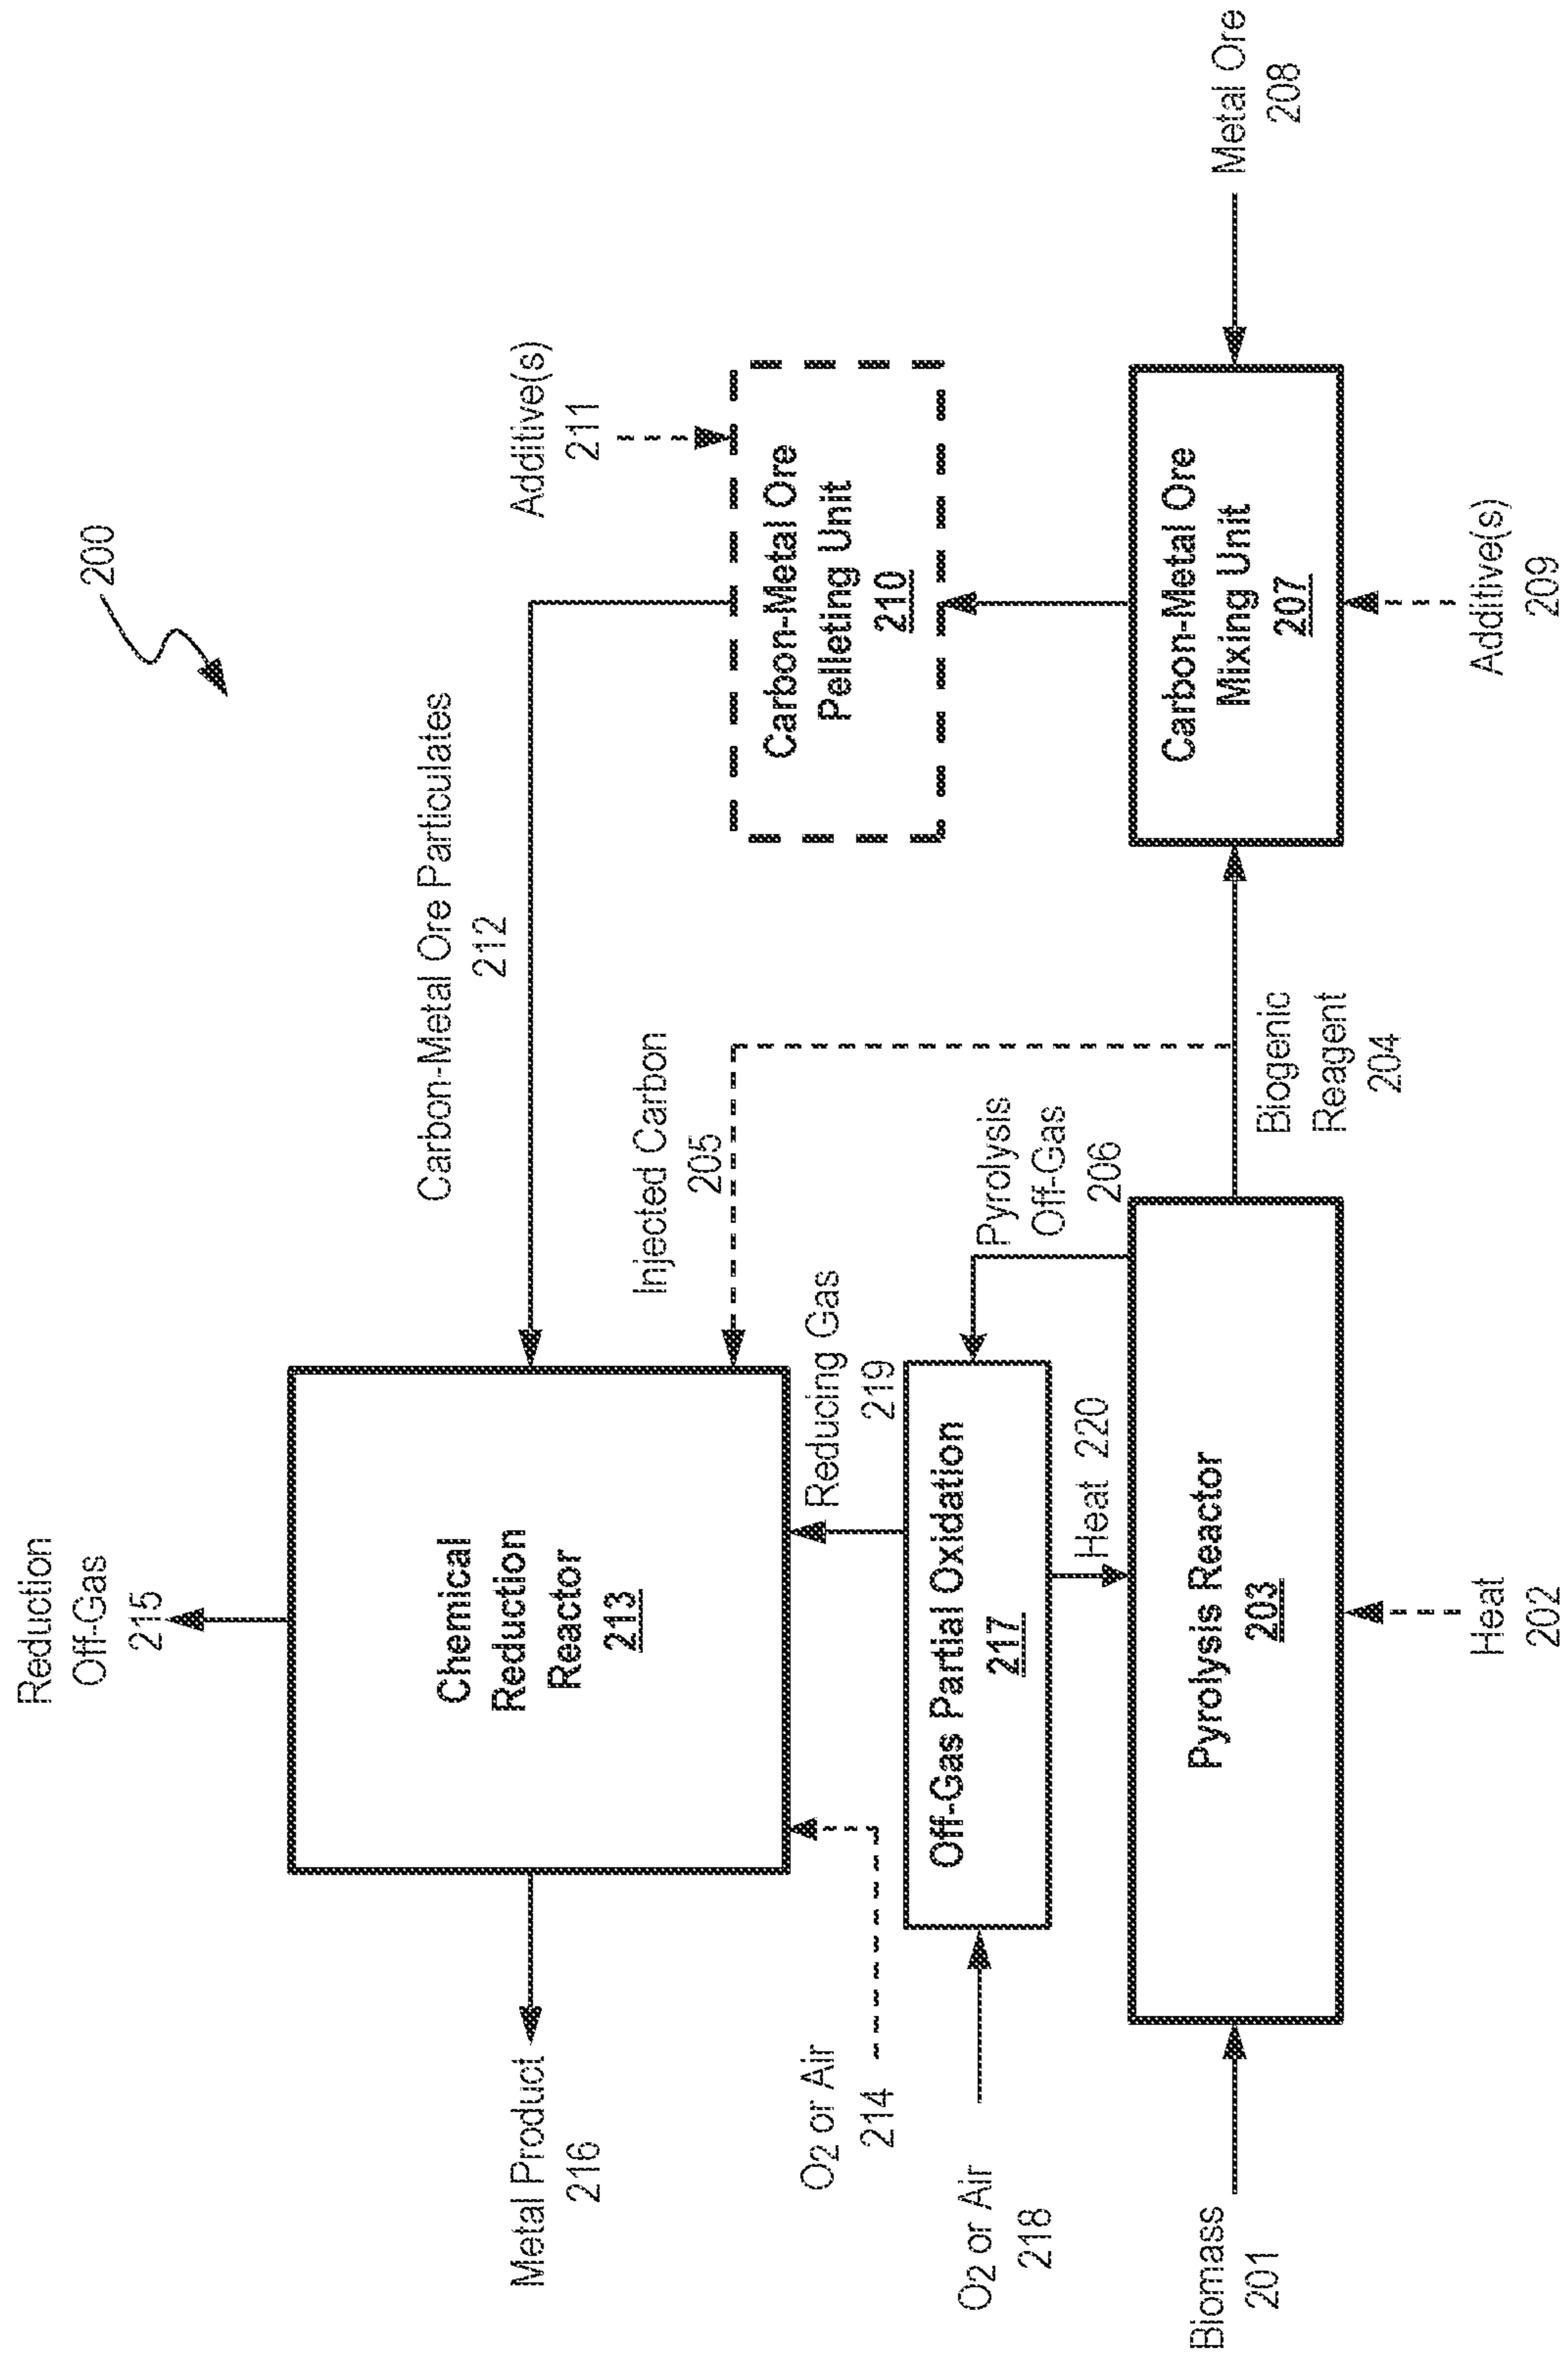 200
Reduction
Off-Gas
215
Carbon-Metal Ore Particulates
212
Additive(s)
211
Metal Product
216
Chemical
Reduction
Reactor
213
Injected Carbon
205
Carbon-Metal Ore
Pelleting Unit
210
O2 or Air
214
Reducing Gas
219
O2 or Air
218
Off-Gas Partial Oxidation
217
Pyrolysis
Off-Gas
206
Heat 220
Biomass
201
Pyrolysis Reactor
203
Biogenic
Reagent
204
Carbon-Metal Ore
Mixing Unit
207
Metal Ore
208
Heat
202
Additive(s)
209